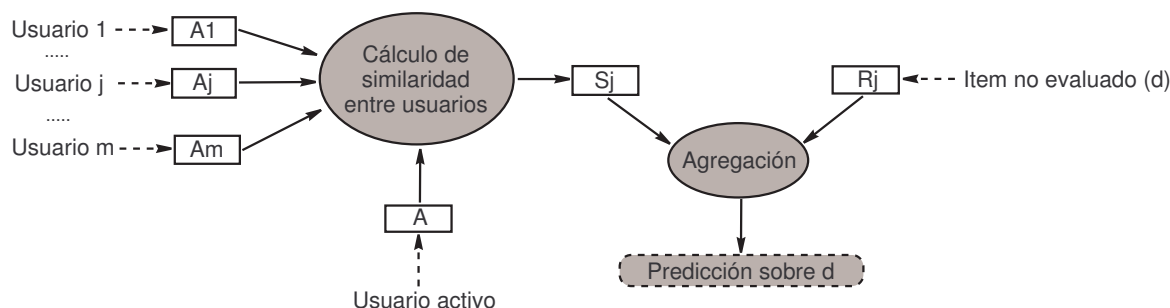 Usuario 1
A1
.....
Usuario j
Aj
.....
Usuario m
Am
Cálculo de
similaridad
entre usuarios
Sj
Rj
Item no evaluado (d)
Agregación
A
Predicción sobre d
Usuario activo